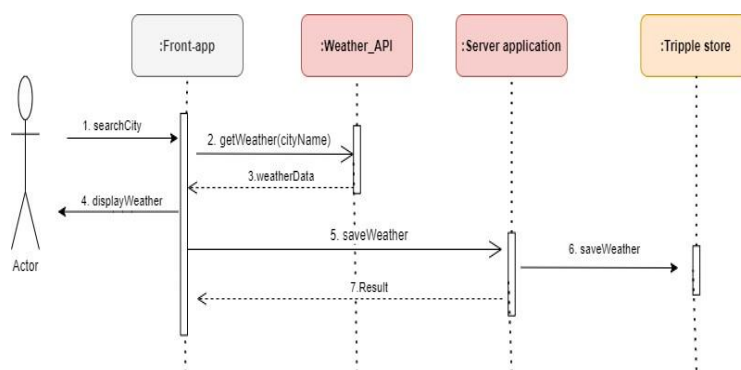 :Front-app
:Weather_API
:Server application
:Tripple store
1. searchCity
2. getWeather(cityName)
3.weatherData
4. displayWeather
5. saveWeather
6. saveWeather
7.Result
Actor